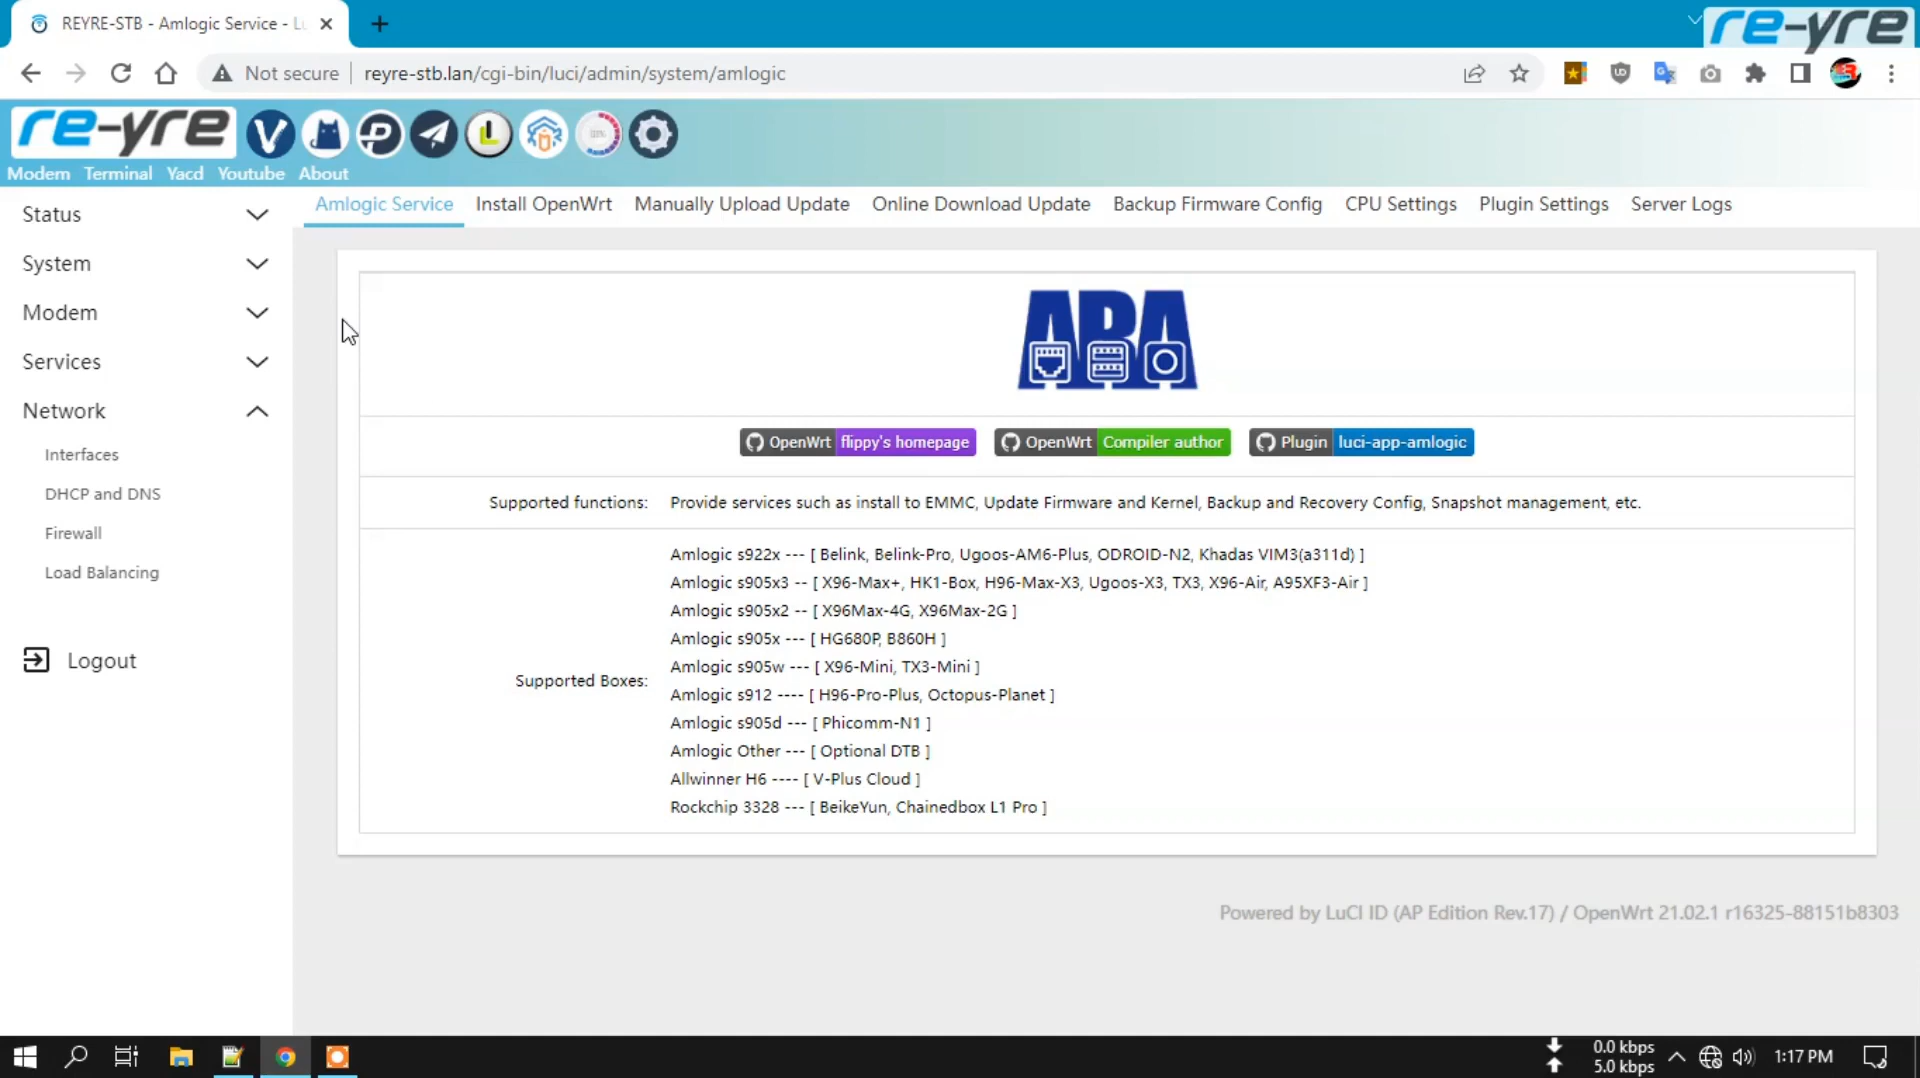 REYRE-STB - Amlogic Service - L
re-yre
Not secure
reyre-stb.lan/cgi-bin/luci/admin/system/amlogic
re-yre
Modem Terminal Yacd Youtube About
Status
System
Modem
Services
Network
Interfaces
DHCP and DNS
Firewall
Load Balancing
Logout
Amlogic Service Install OpenWrt Manually Upload Update Online Download Update Backup Firmware Config CPU Settings Plugin Settings Server Logs
ABA
OpenWrt flippy's homepage OpenWrt Compiler author Plugin luci-app-amlogic
Supported functions: Provide services such as install to EMMC, Update Firmware and Kernel, Backup and Recovery Config, Snapshot management, etc.
Supported Boxes:
Amlogic s922x --- [ Belink, Belink-Pro, Ugoos-AM6-Plus, ODROID-N2, Khadas VIM3(a311d) ]
Amlogic s905x3 -- [ X96-Max+, HK1-Box, H96-Max-X3, Ugoos-X3, TX3, X96-Air, A95XF3-Air ]
Amlogic s905x2 -- [ X96Max-4G, X96Max-2G ]
Amlogic s905x --- [ HG680P, B860H ]
Amlogic s905w --- [ X96-Mini, TX3-Mini ]
Amlogic s912 ---- [ H96-Pro-Plus, Octopus-Planet ]
Amlogic s905d --- [ Phicomm-N1 ]
Amlogic Other --- [ Optional DTB ]
Allwinner H6 ---- [ V-Plus Cloud ]
Rockchip 3328 --- [ BeikeYun, Chainedbox L1 Pro ]
Powered by LuCI ID (AP Edition Rev.17) / OpenWrt 21.02.1 r16325-88151b8303
0.0 kbps
5.0 kbps
1:17 PM